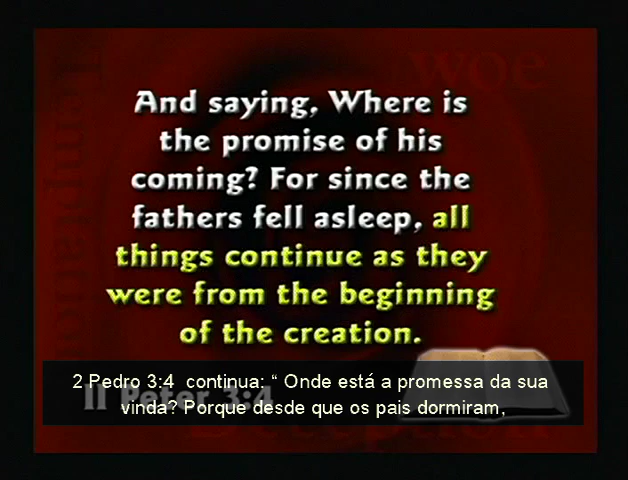 woe
Temptation
And saying, Where is
the promise of his
coming? For since the
fathers fell asleep, all
things continue as they
were from the beginning
of the creation.
II Peter 3:4
2 Pedro 3:4  continua: “ Onde está a promessa da sua
vinda? Porque desde que os pais dormiram,